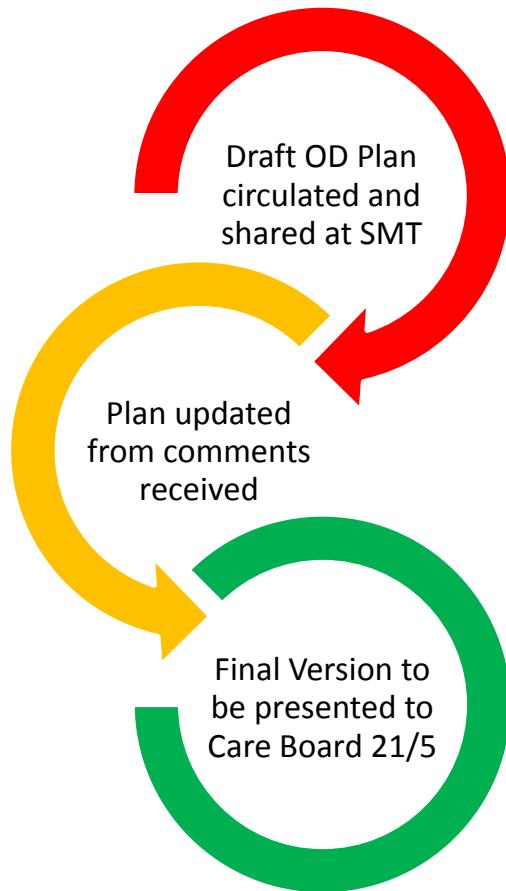 Draft OD Plan
circulated and
shared at SMT
Plan updated
from comments
received
Final Version to
be presented to
Care Board 21/5